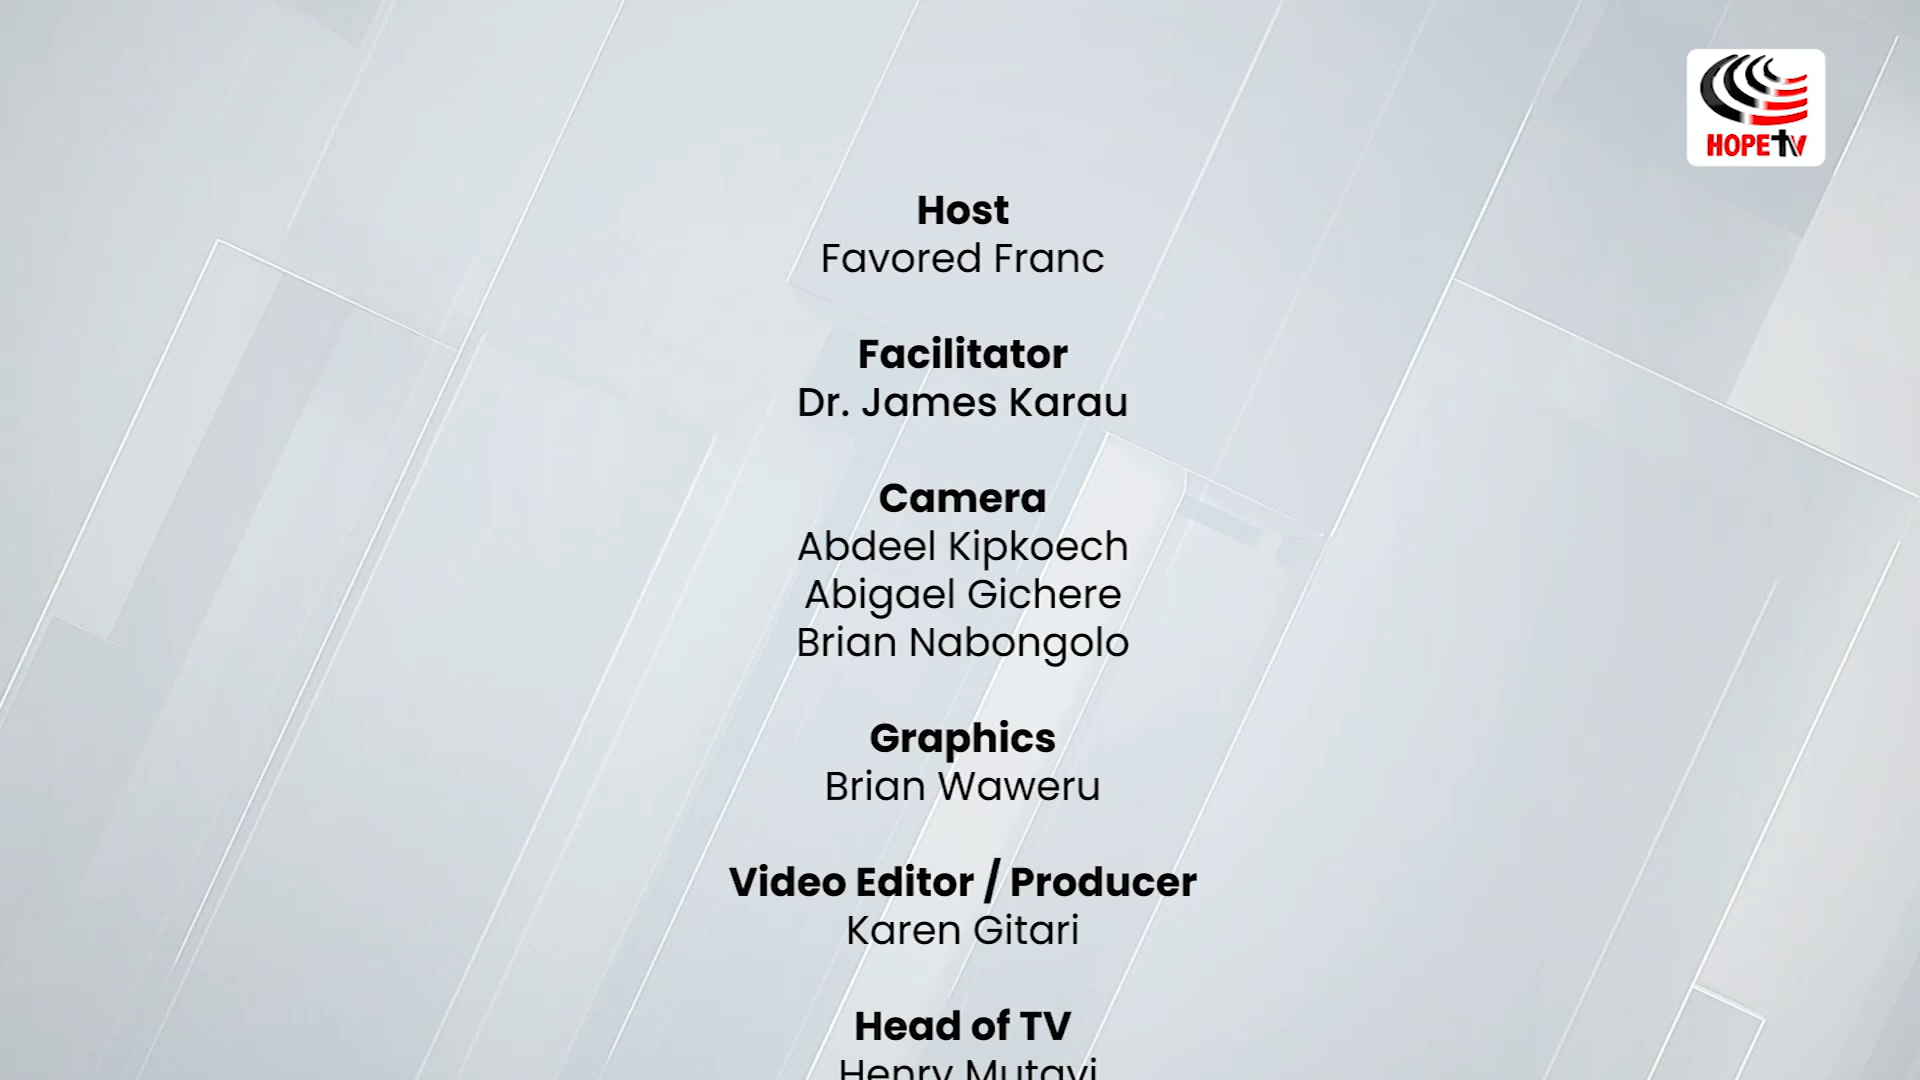 HOPE TV
Host
Favored Franc
Facilitator
Dr. James Karau
Camera
Abdeel Kipkoech
Abigael Gichere
Brian Nabongolo
Graphics
Brian Waweru
Video Editor / Producer
Karen Gitari
Head of TV
Henry